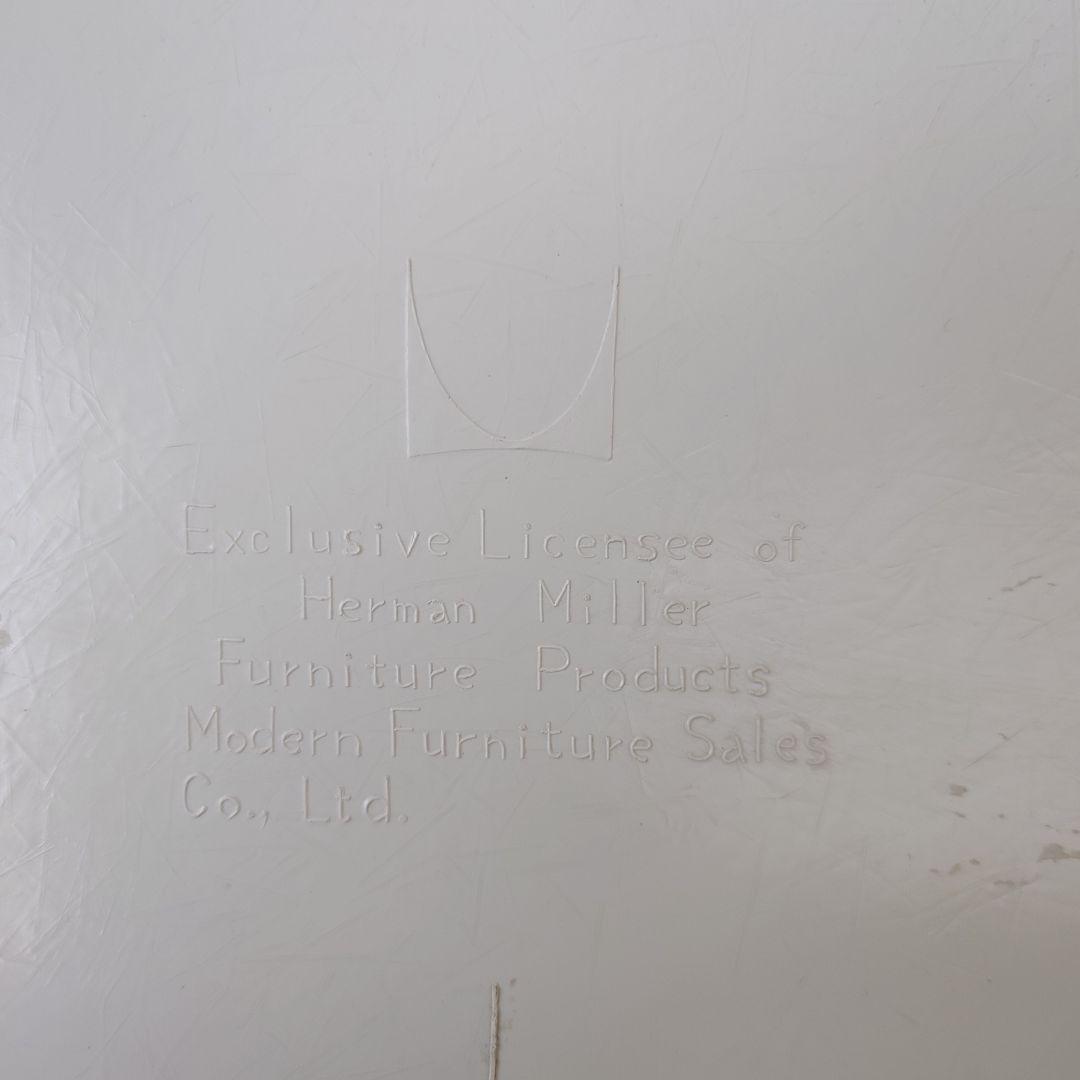 Exclusive Licensee of
Herman Miller
Furniture Products
Modern Furniture Sales
Co., Ltd.